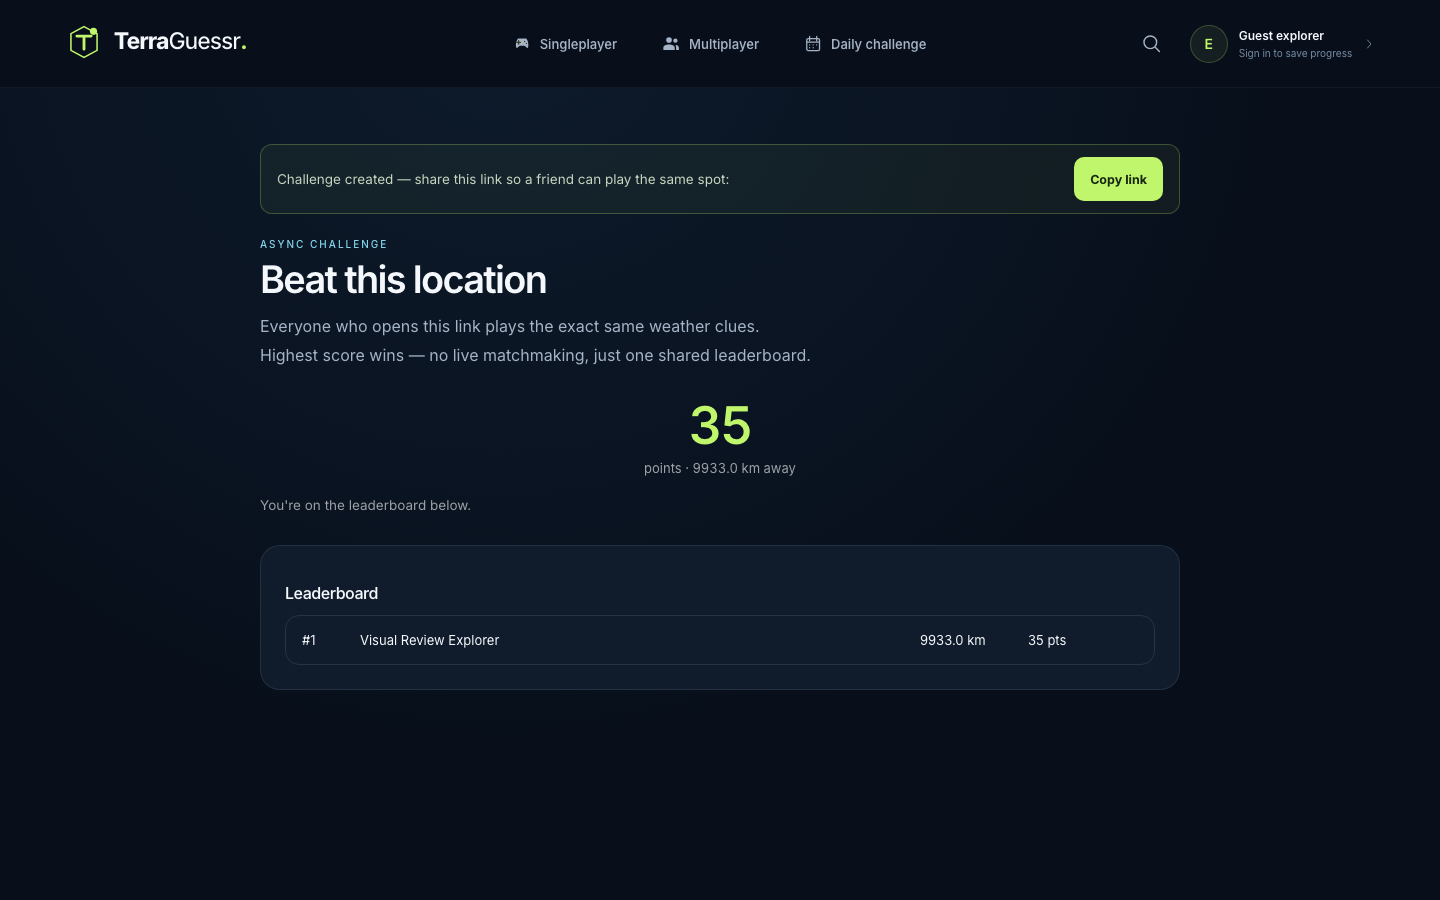 TerraGuessr.
Singleplayer
Multiplayer
Daily challenge
E
Guest explorer
Sign in to save progress
Challenge created — share this link so a friend can play the same spot:
Copy link
ASYNC CHALLENGE
Beat this location
Everyone who opens this link plays the exact same weather clues.
Highest score wins — no live matchmaking, just one shared leaderboard.
35
points · 9933.0 km away
You're on the leaderboard below.
Leaderboard
#1 Visual Review Explorer 9933.0 km 35 pts